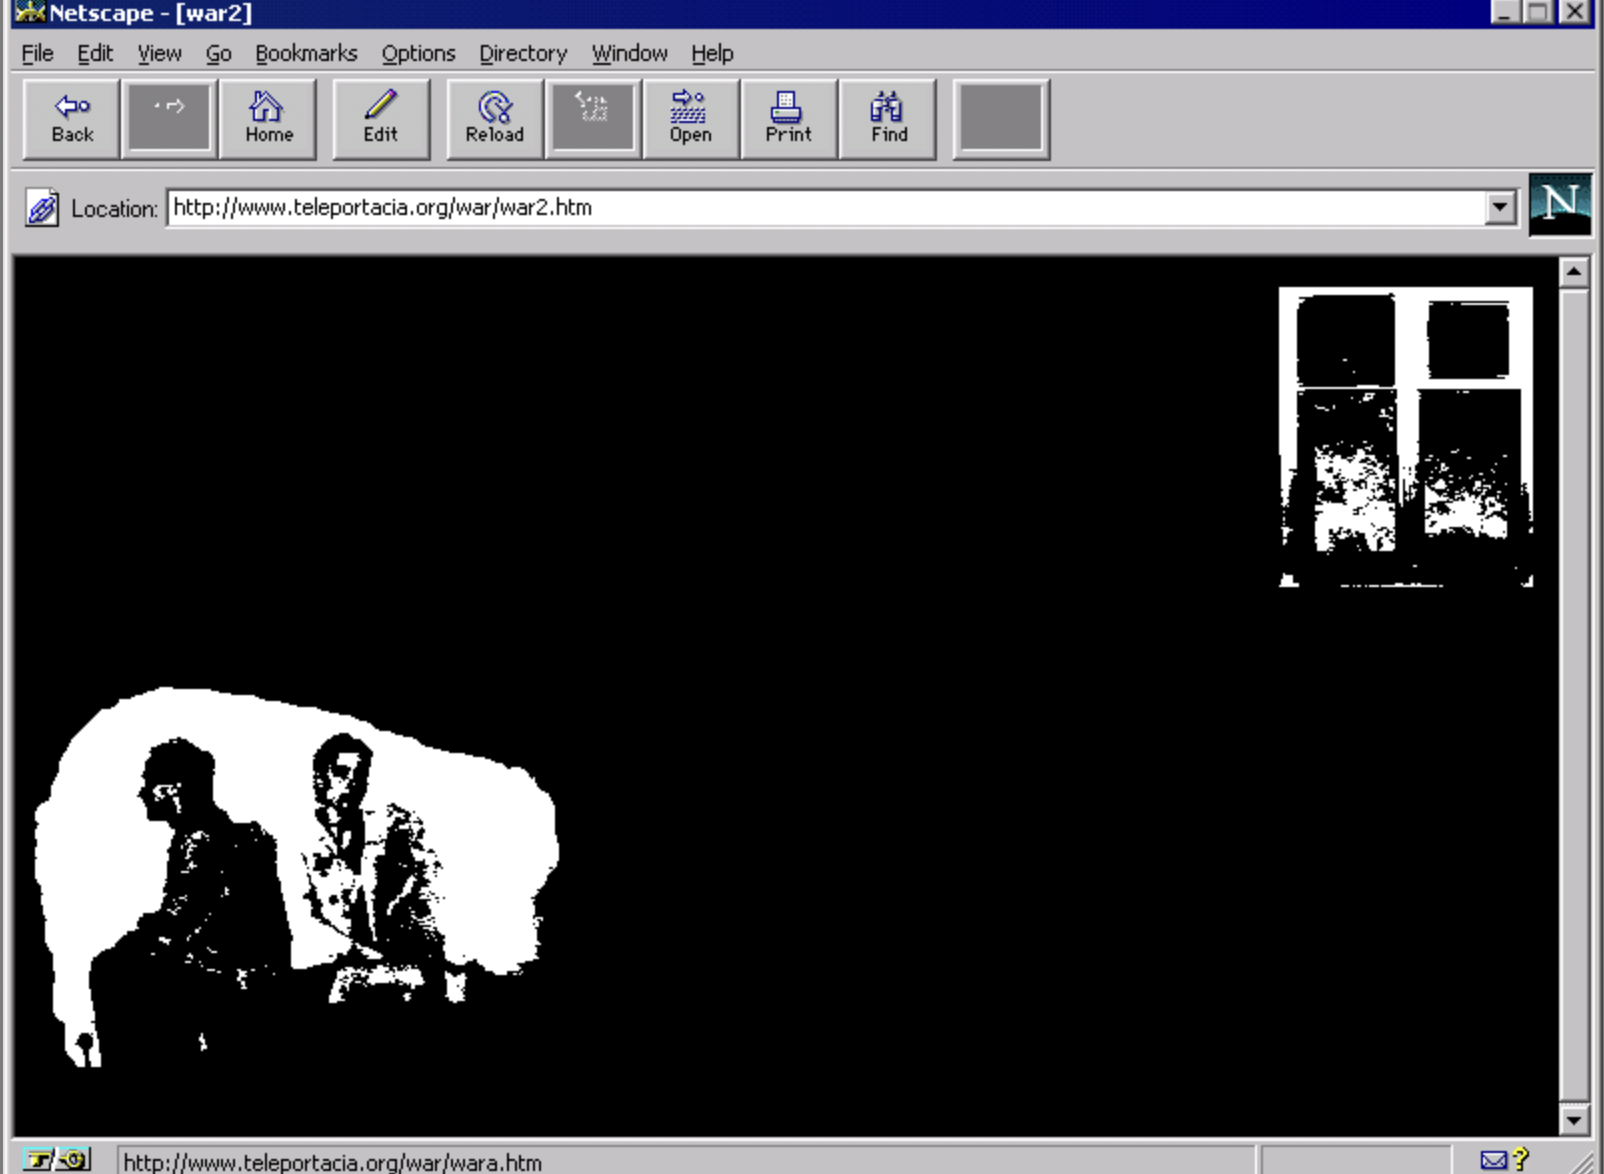 Netscape - [war2]
File Edit View Go Bookmarks Options Directory Window Help
Back Home Edit Reload Open Print Find
Location: http://www.teleportacia.org/war/war2.htm
N
http://www.teleportacia.org/war/wara.htm
?